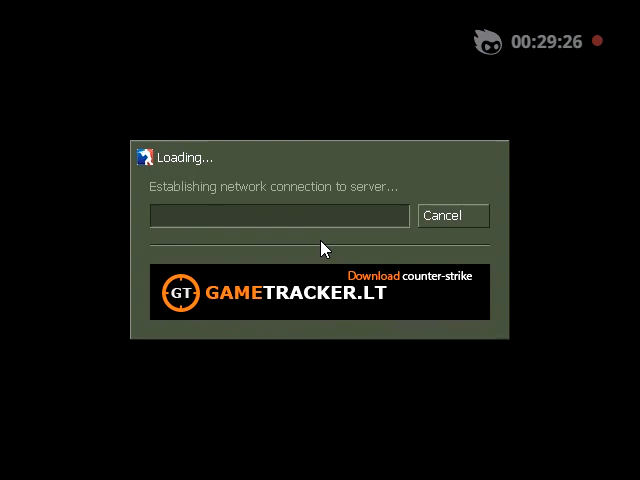 00:29:26
Loading...
Establishing network connection to server...
Cancel
Download counter-strike
GT GAMETRACKER.LT